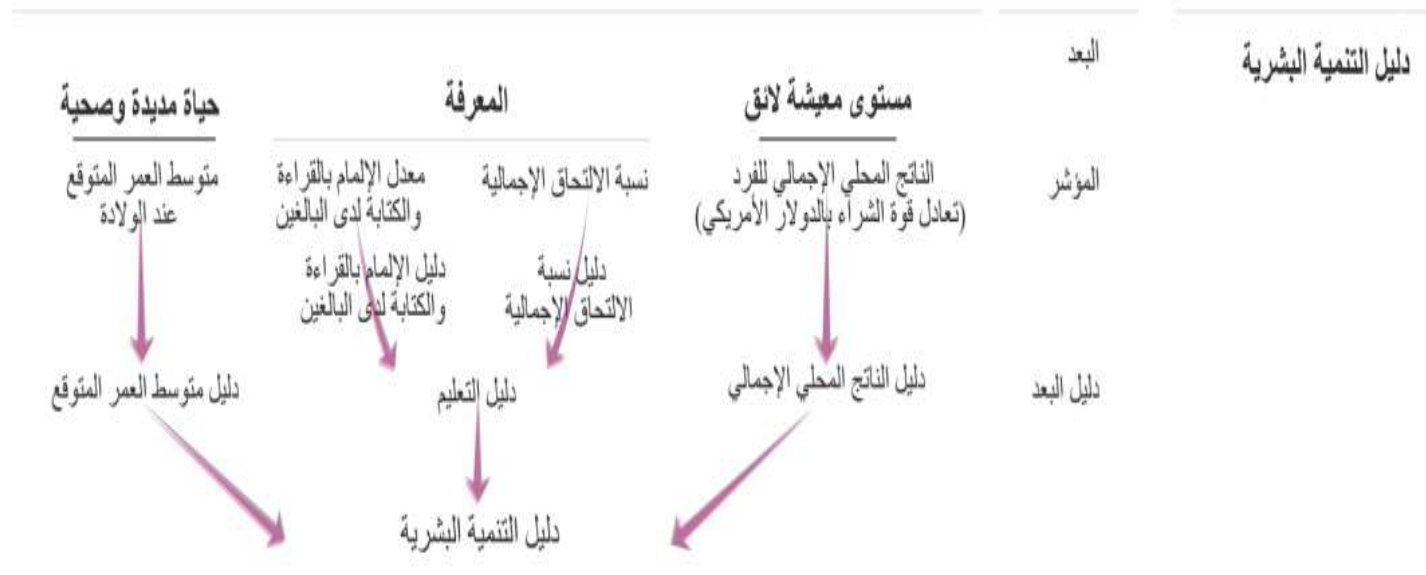 دليل التنمية البشرية
البعد
مستوى معيشة لائق
المعرفة
حياة مديدة وصحية
المؤشر
الناتج المحلي الإجمالي للفرد
(تعادل قوة الشراء بالدولار الأمريكي)
نسبة الالتحاق الإجمالية
معدل الإلمام بالقراءة
والكتابة لدى البالغين
متوسط العمر المتوقع
عند الولادة
دليل نسبة
الالتحاق الإجمالية
دليل الإلمام بالقراءة
والكتابة لدى البالغين
دليل البعد
دليل الناتج المحلي الإجمالي
دليل التعليم
دليل متوسط العمر المتوقع
دليل التنمية البشرية